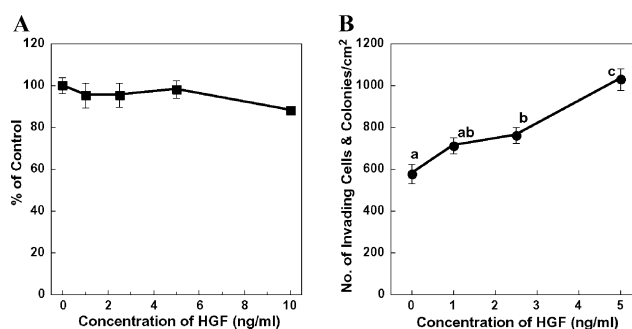 A
120
100
80
60
40
20
0
% of Control
0 2 4 6 8 10
Concentration of HGF (ng/ml)
B
1200
1000
800
600
400
200
0
No. of Invading Cells & Colonies/cm²
a
ab
b
c
0 1 2 3 4 5
Concentration of HGF (ng/ml)